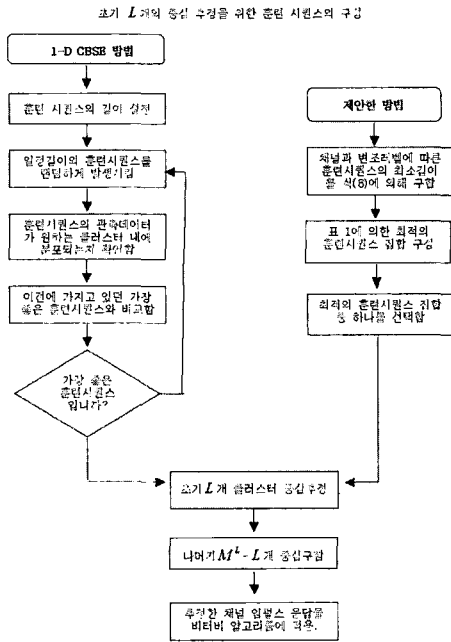 초기 L개의 중심 추정을 위한 훈련 시퀀스의 구성
1-D CBSE 방법
훈련 시퀀스의 길이 설정
일정길이의 훈련시퀀스를
랜덤하게 발생시킴
훈련시퀀스의 관측데이터
가 원하는 클러스터 내에
분포되는지 확인함
이전에 가지고 있던 가장
좋은 훈련시퀀스와 비교함
가장 좋은
훈련시퀀스
입니까?
제안한 방법
채널과 변조레벨에 따른
훈련시퀀스의 최소길이
를 식(8)에 의해 구함
표 1에 의한 최적의
훈련시퀀스 집합 구성
최적의 훈련시퀀스 집합
중 하나를 선택함
초기 L개 클러스터 중심추정
나머지 M^L - L 개 중심구함
추정한 채널 임펄스 응답을
비터비 알고리즘에 적용.